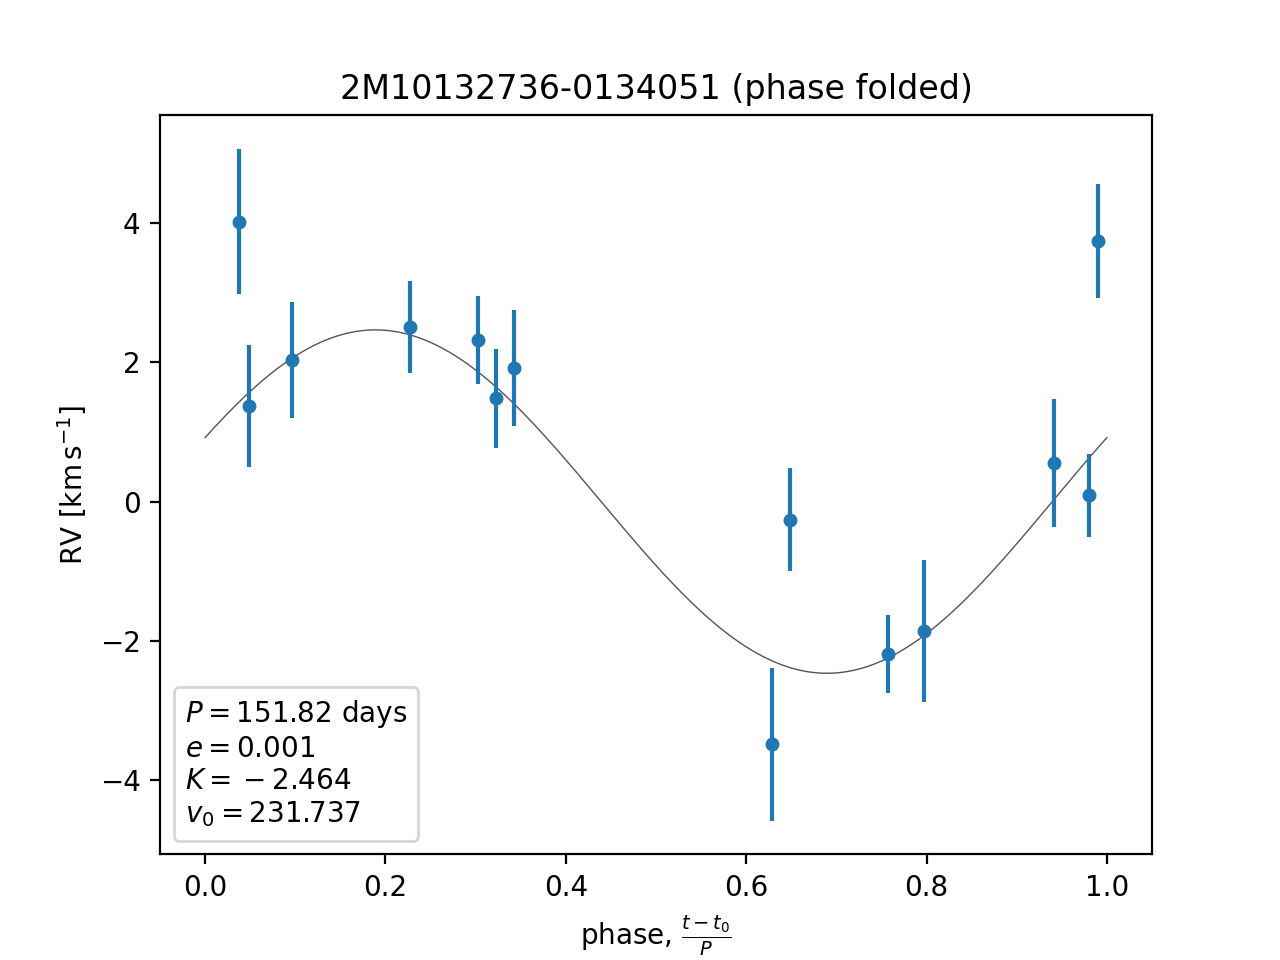 2M10132736-0134051 (phase folded)
4
2
0
−2
−4
RV [km s⁻¹]
P = 151.82 days
e = 0.001
K = −2.464
v₀ = 231.737
0.0 0.2 0.4 0.6 0.8 1.0
phase, (t − t₀)/P